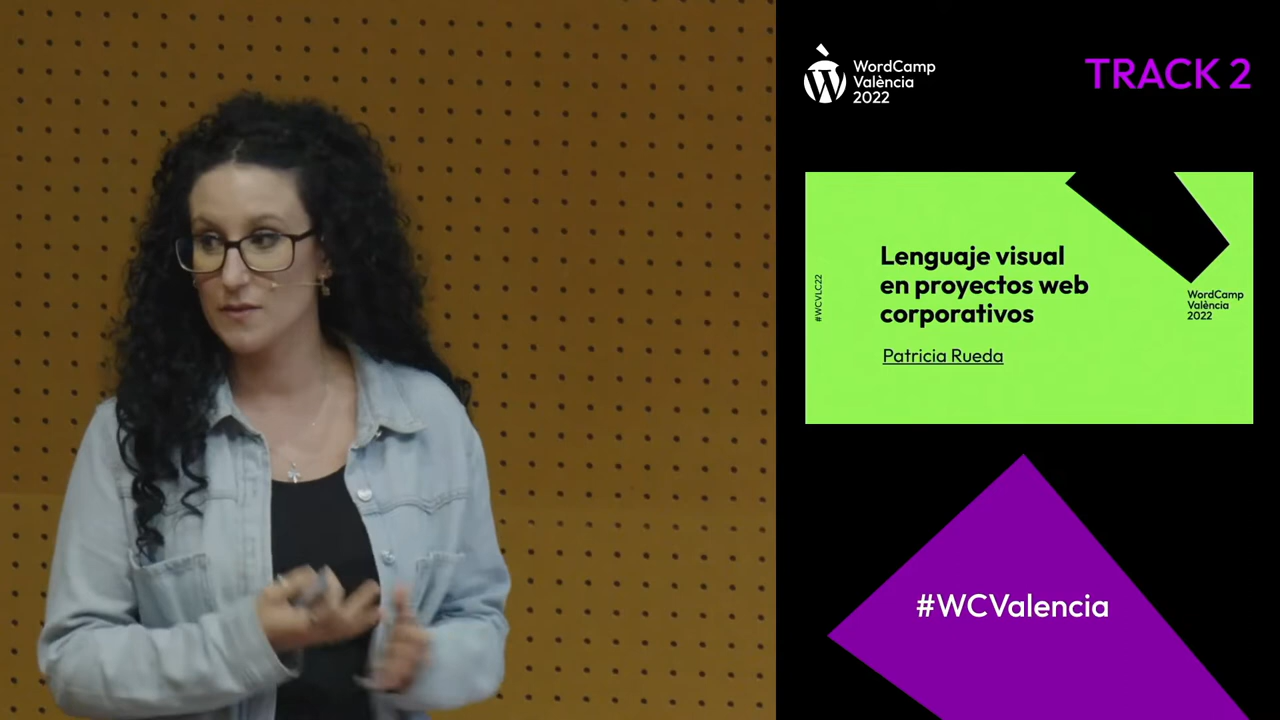 WordCamp
València
2022
TRACK 2
#WCVLC22
Lenguaje visual
en proyectos web
corporativos
Patricia Rueda
WordCamp
València
2022
#WCValencia